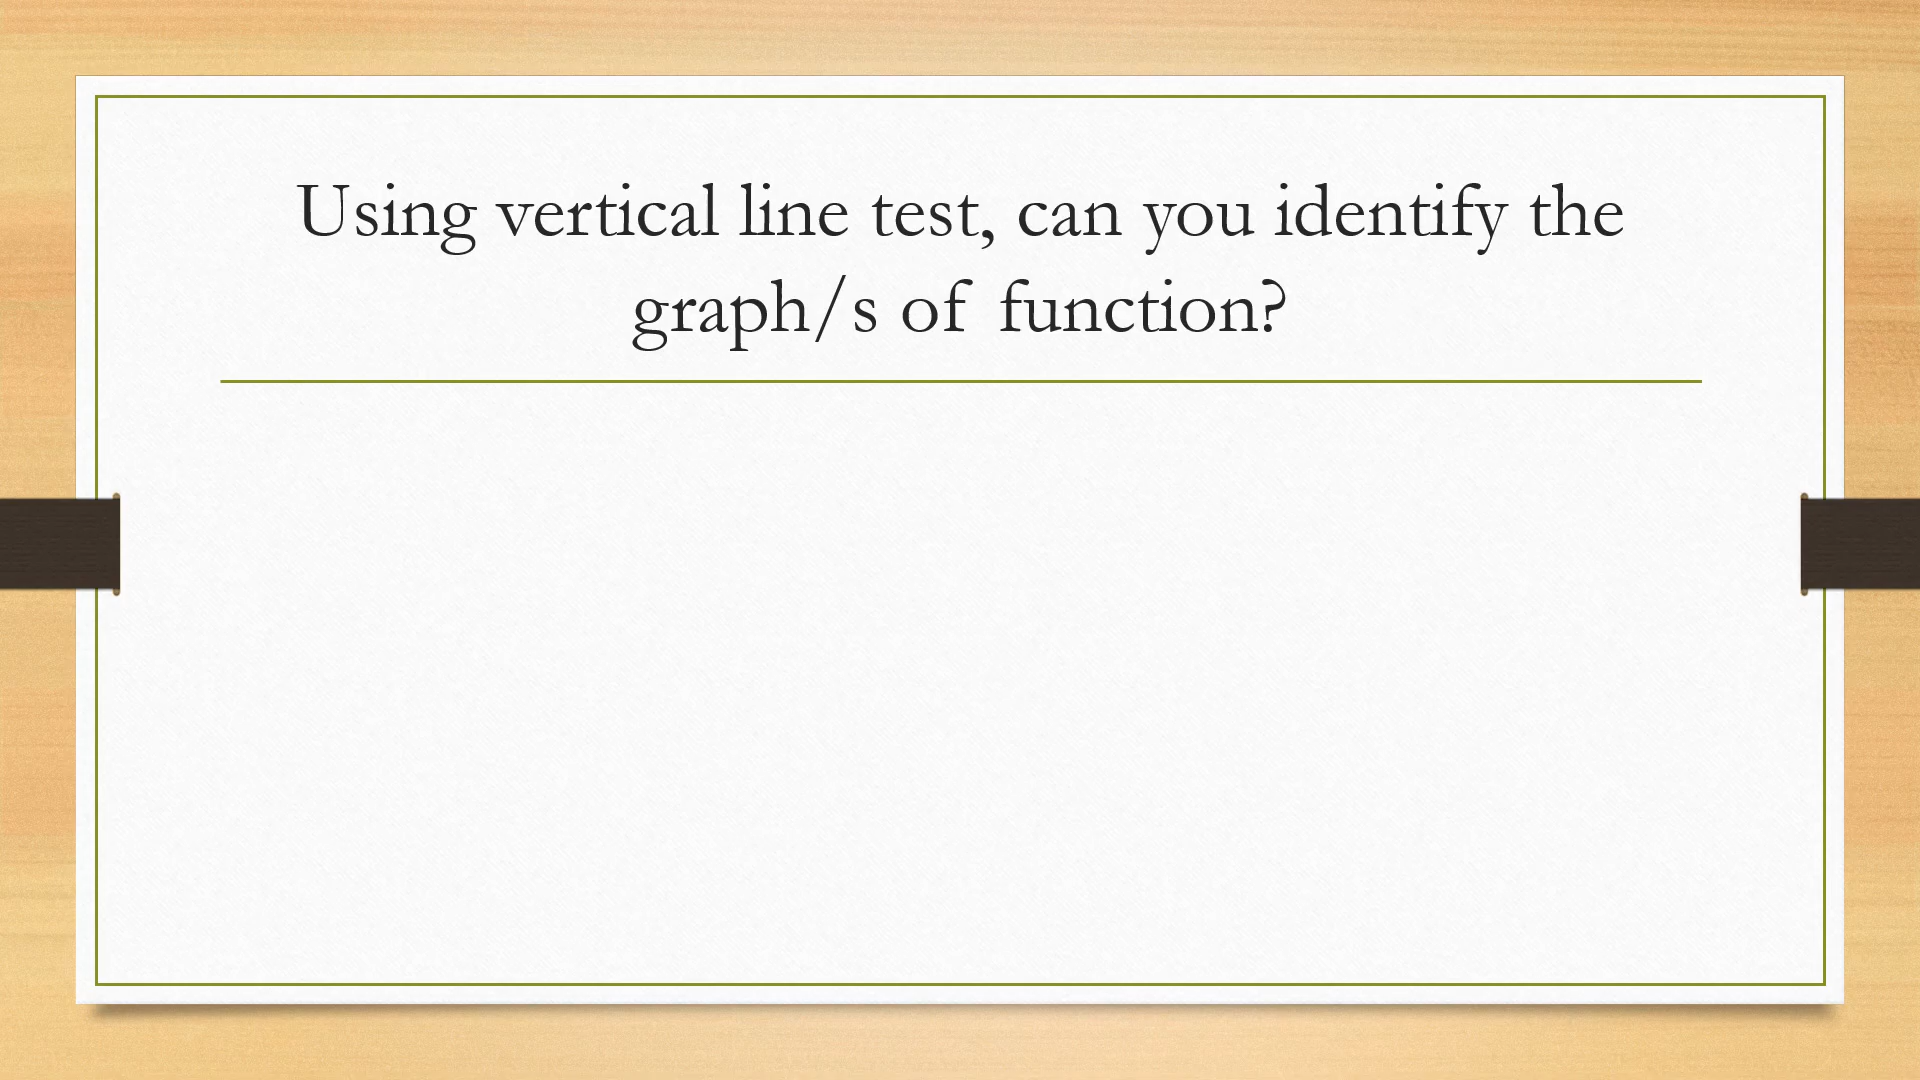 Using vertical line test, can you identify the
graph/s of function?